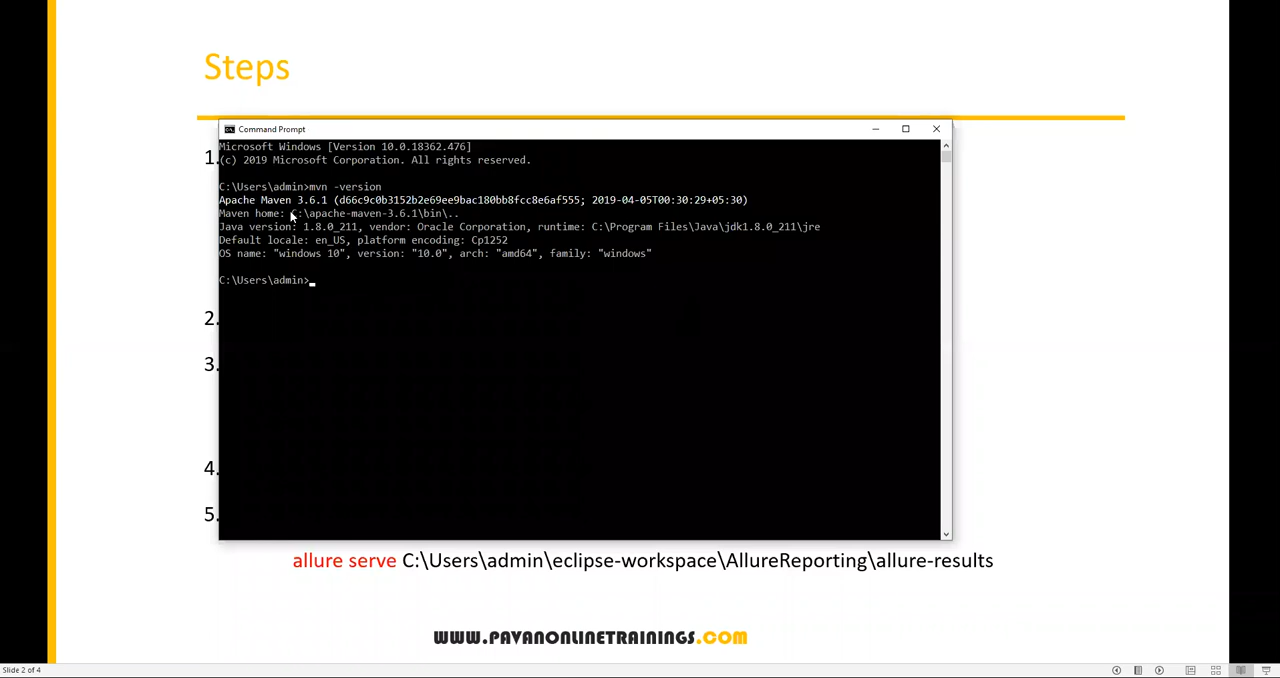 Steps
Command Prompt
1.
Microsoft Windows [Version 10.0.18362.476]
(c) 2019 Microsoft Corporation. All rights reserved.
C:\Users\admin>mvn -version
Apache Maven 3.6.1 (d66c9c0b3152b2e69ee9bac180bb8fcc8e6af555; 2019-04-05T00:30:29+05:30)
Maven home: C:\apache-maven-3.6.1\bin\..
Java version: 1.8.0_211, vendor: Oracle Corporation, runtime: C:\Program Files\Java\jdk1.8.0_211\jre
Default locale: en_US, platform encoding: Cp1252
OS name: "windows 10", version: "10.0", arch: "amd64", family: "windows"
C:\Users\admin>
2.
3.
4.
5.
allure serve C:\Users\admin\eclipse-workspace\AllureReporting\allure-results
WWW.PAVANONLINETRAININGS.COM
Slide 2 of 4